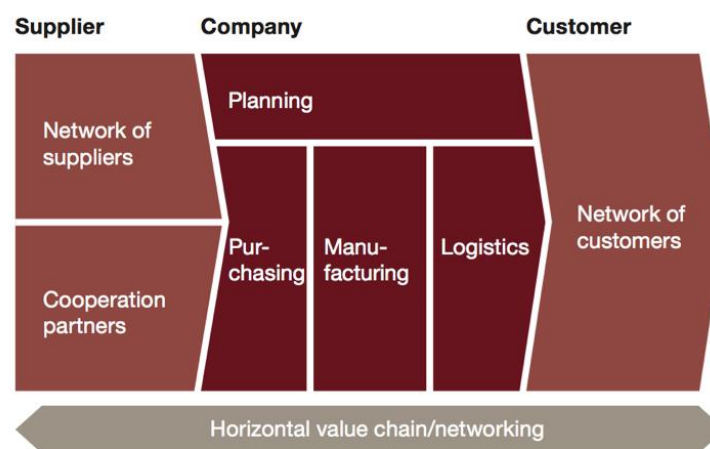 Supplier
Company
Customer
Planning
Network of
suppliers
Cooperation
partners
Pur-
chasing
Manu-
facturing
Logistics
Network of
customers
Horizontal value chain/networking